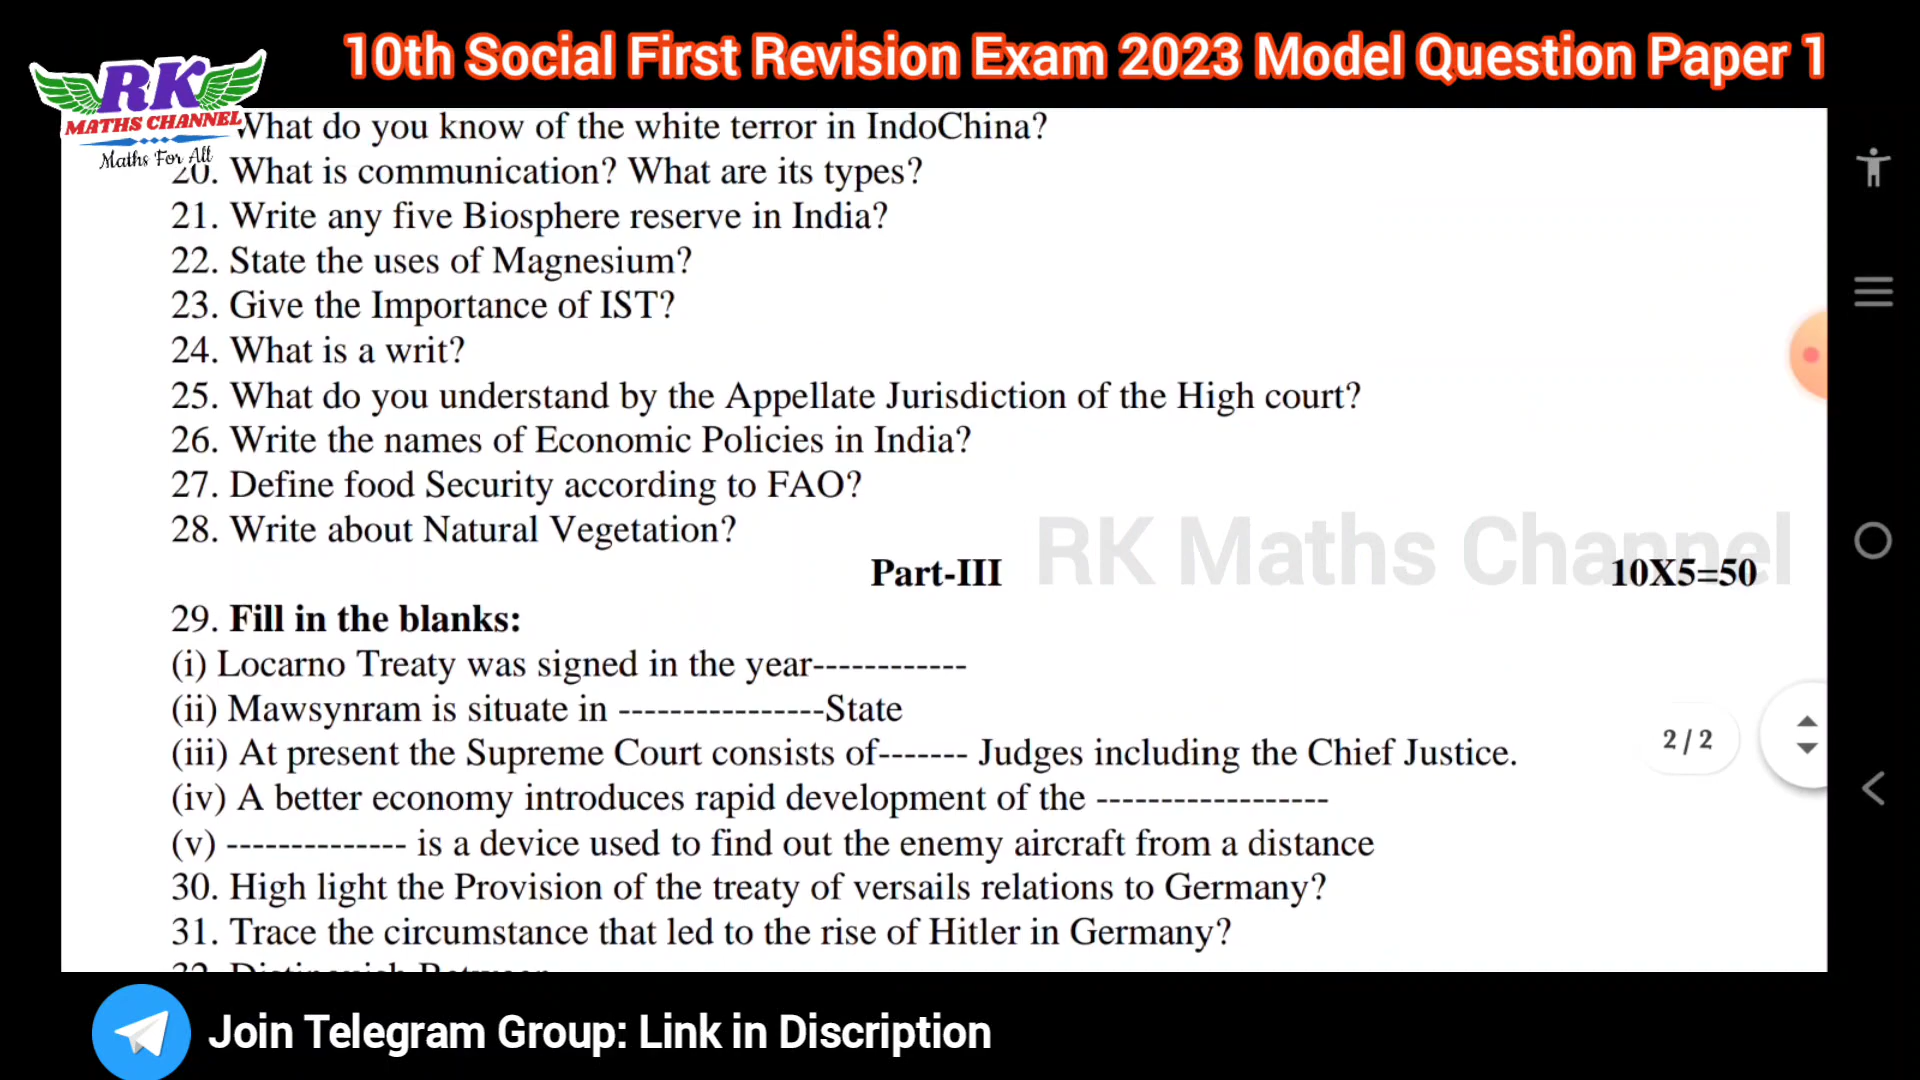 10th Social First Revision Exam 2023 Model Question Paper 1
RK
MATHS CHANNEL
Maths For All
What do you know of the white terror in IndoChina?
20. What is communication? What are its types?
21. Write any five Biosphere reserve in India?
22. State the uses of Magnesium?
23. Give the Importance of IST?
24. What is a writ?
25. What do you understand by the Appellate Jurisdiction of the High court?
26. Write the names of Economic Policies in India?
27. Define food Security according to FAO?
28. Write about Natural Vegetation?
RK Maths Channel
Part-III 10X5=50
29. Fill in the blanks:
(i) Locarno Treaty was signed in the year------------
(ii) Mawsynram is situate in ----------------State
(iii) At present the Supreme Court consists of------- Judges including the Chief Justice.
2 / 2
(iv) A better economy introduces rapid development of the ------------------
(v) -------------- is a device used to find out the enemy aircraft from a distance
30. High light the Provision of the treaty of versails relations to Germany?
31. Trace the circumstance that led to the rise of Hitler in Germany?
32. Distinguish Between
Join Telegram Group: Link in Discription